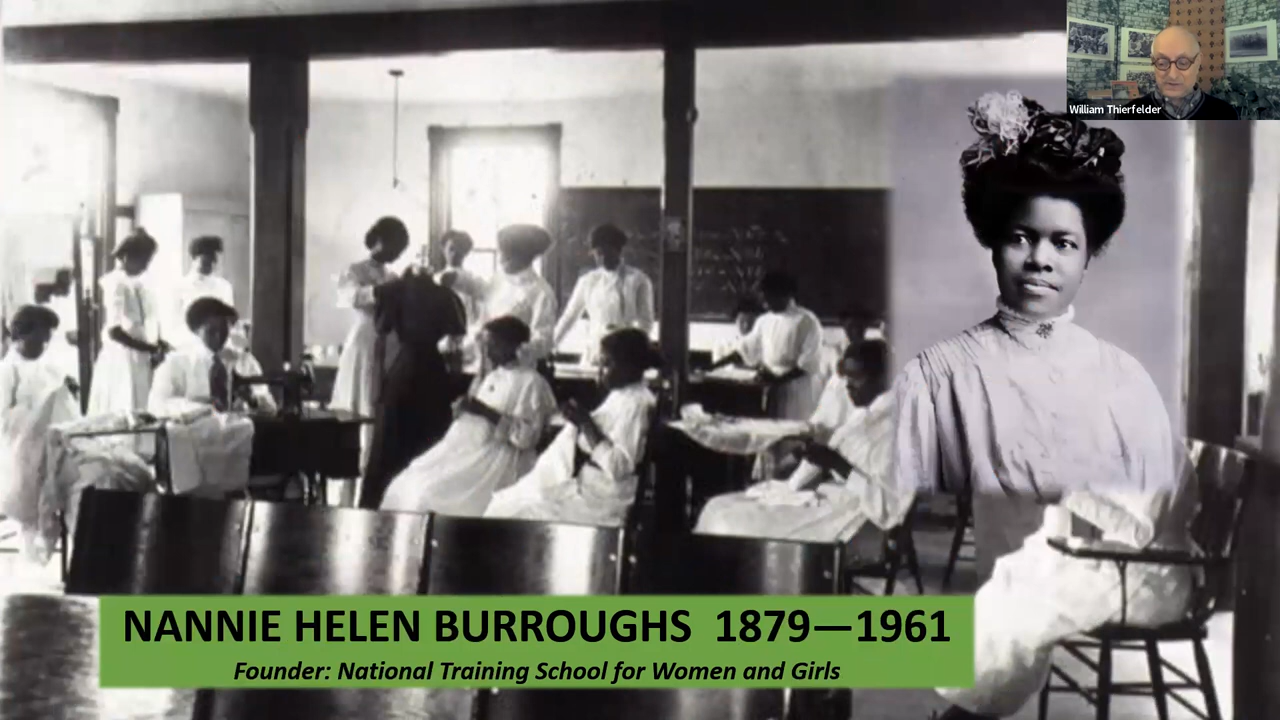 William Thierfelder
NANNIE HELEN BURROUGHS 1879—1961
Founder: National Training School for Women and Girls